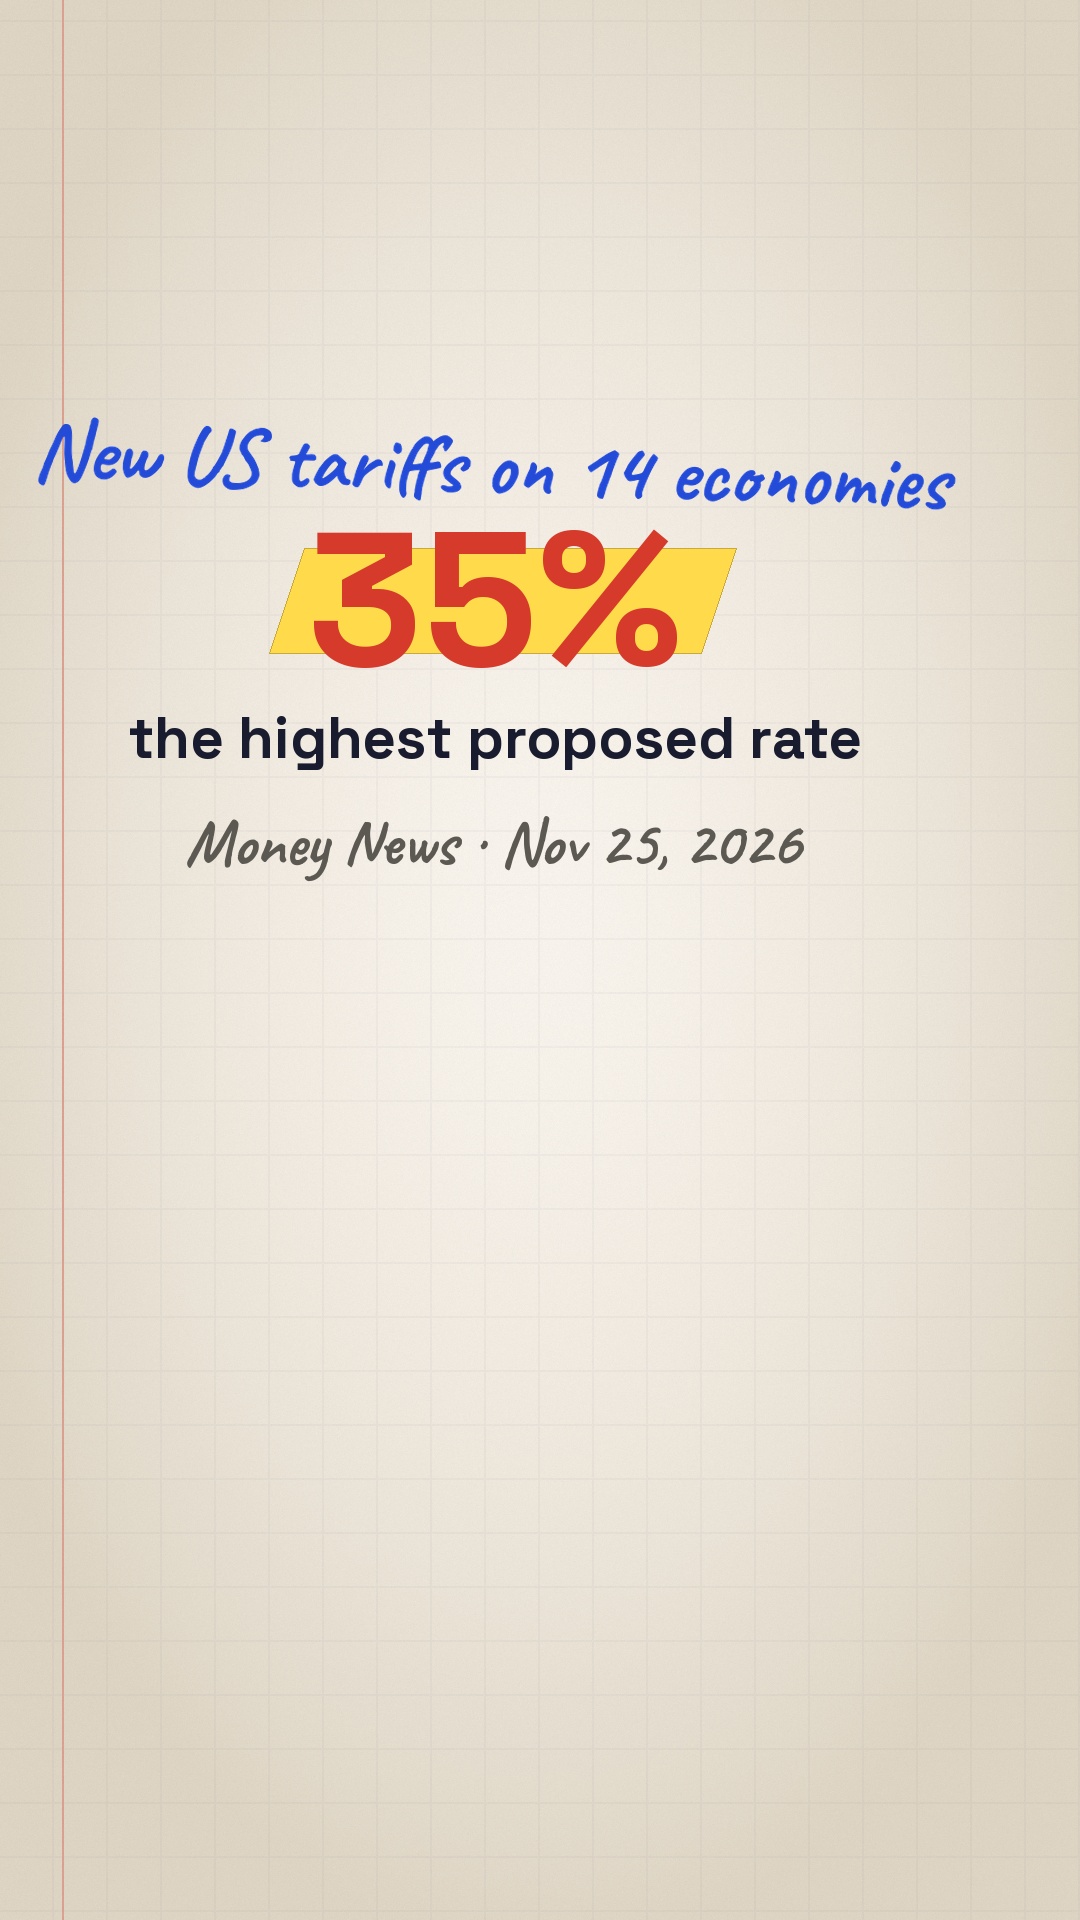 New US tariffs on 14 economies
35%
the highest proposed rate
Money News · Nov 25, 2026